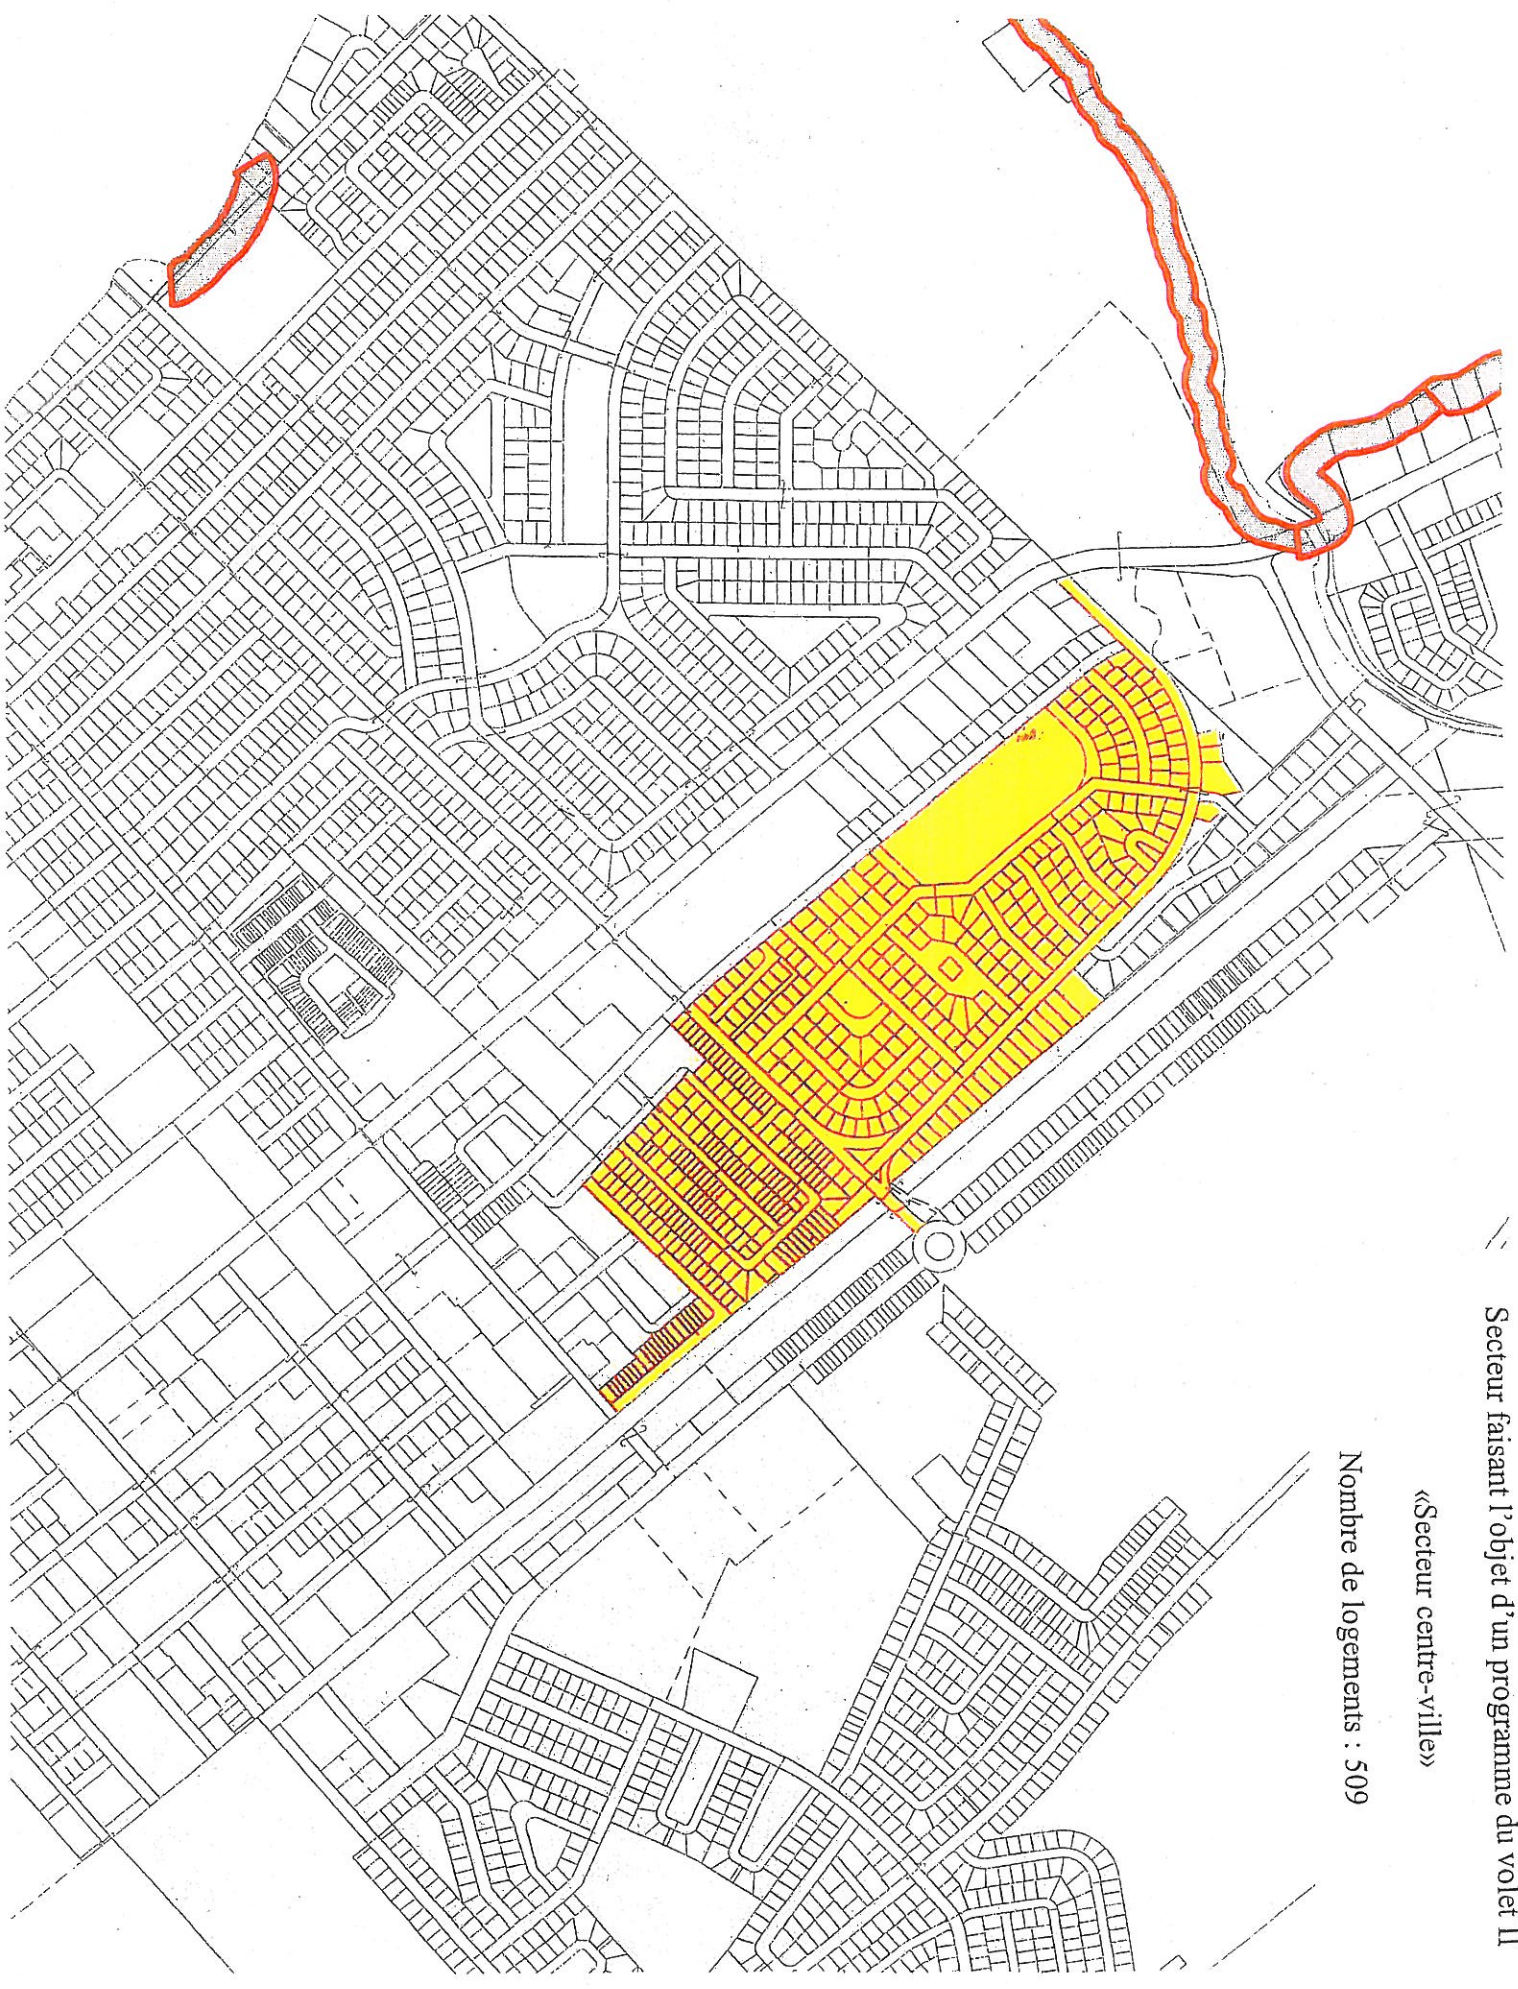 Secteur faisant l'objet d'un programme du volet II
«Secteur centre-ville»
Nombre de logements : 509